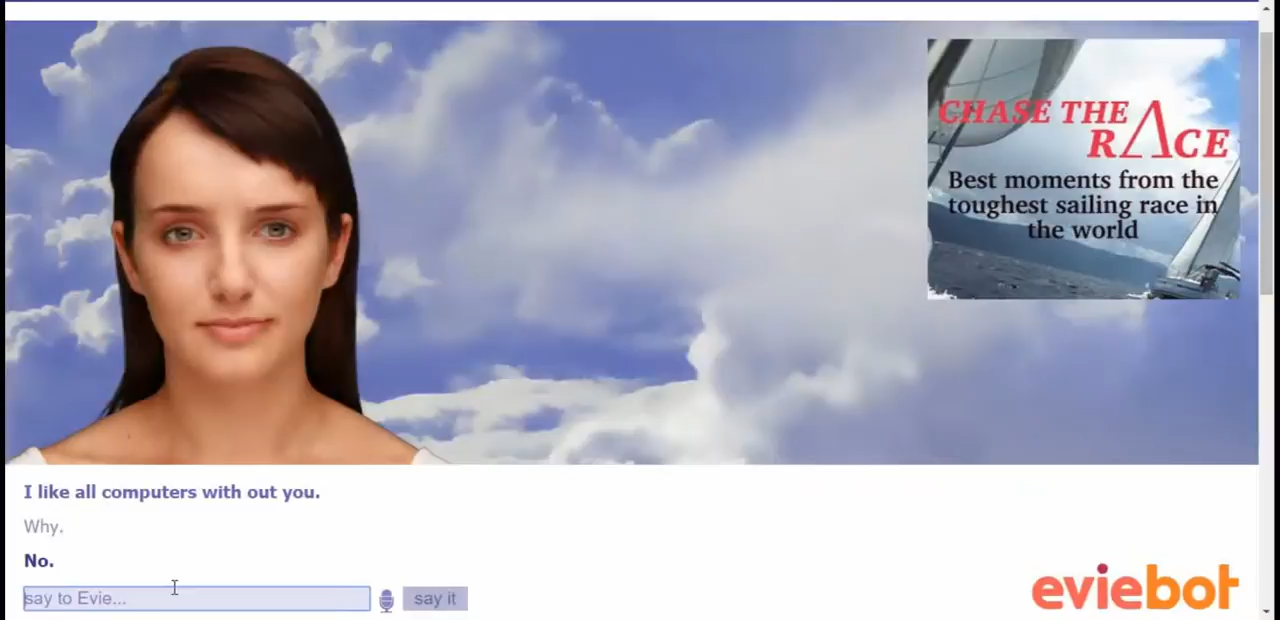 CHASE THE
RACE
Best moments from the
toughest sailing race in
the world
I like all computers with out you.
Why.
No.
say to Evie...
say it
eviebot